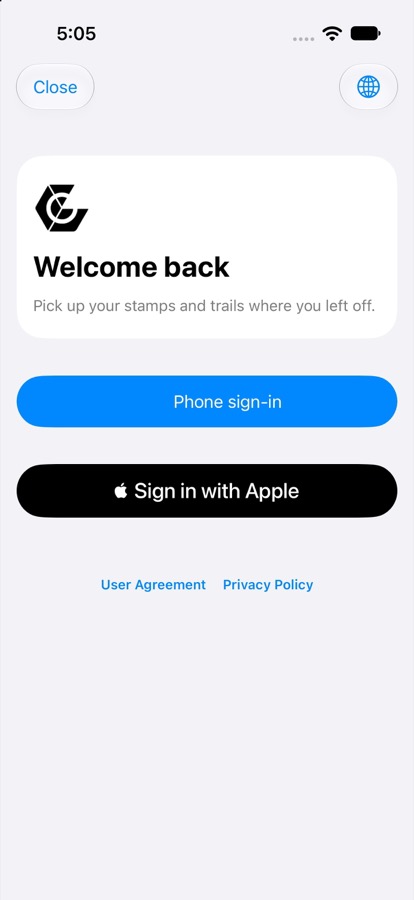 5:05
Close
Welcome back
Pick up your stamps and trails where you left off.
Phone sign-in
Sign in with Apple
User Agreement Privacy Policy